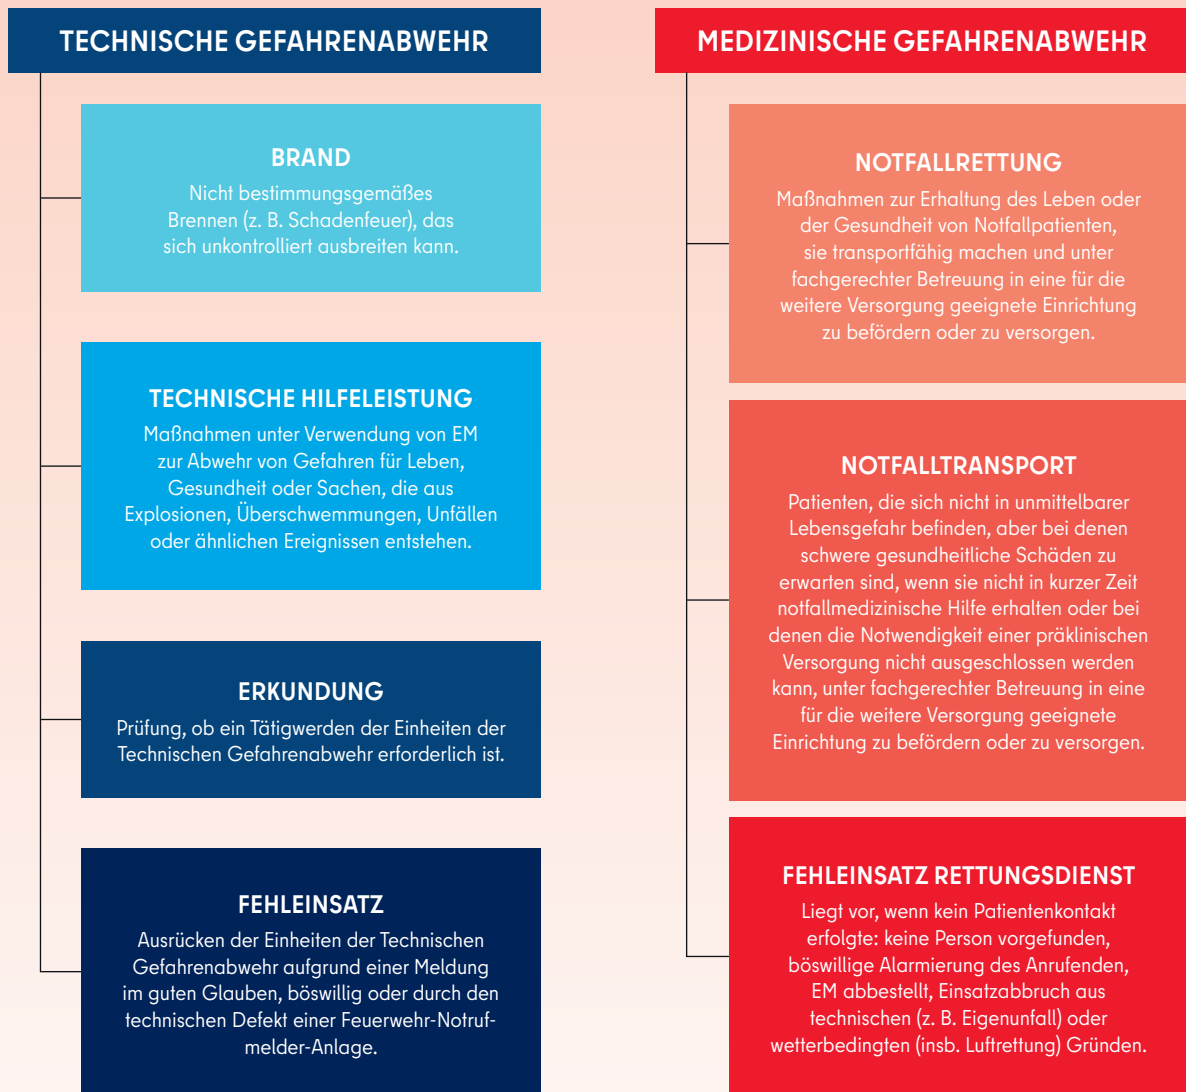 TECHNISCHE GEFAHRENABWEHR
BRAND
Nicht bestimmungsgemäßes
Brennen (z. B. Schadenfeuer), das
sich unkontrolliert ausbreiten kann.
TECHNISCHE HILFELEISTUNG
Maßnahmen unter Verwendung von EM
zur Abwehr von Gefahren für Leben,
Gesundheit oder Sachen, die aus
Explosionen, Überschwemmungen, Unfällen
oder ähnlichen Ereignissen entstehen.
ERKUNDUNG
Prüfung, ob ein Tätigwerden der Einheiten der
Technischen Gefahrenabwehr erforderlich ist.
FEHLEINSATZ
Ausrücken der Einheiten der Technischen
Gefahrenabwehr aufgrund einer Meldung
im guten Glauben, böswillig oder durch den
technischen Defekt einer Feuerwehr-Notruf-
melder-Anlage.
MEDIZINISCHE GEFAHRENABWEHR
NOTFALLRETTUNG
Maßnahmen zur Erhaltung des Leben oder
der Gesundheit von Notfallpatienten,
sie transportfähig machen und unter
fachgerechter Betreuung in eine für die
weitere Versorgung geeignete Einrichtung
zu befördern oder zu versorgen.
NOTFALLTRANSPORT
Patienten, die sich nicht in unmittelbarer
Lebensgefahr befinden, aber bei denen
schwere gesundheitliche Schäden zu
erwarten sind, wenn sie nicht in kurzer Zeit
notfallmedizinische Hilfe erhalten oder bei
denen die Notwendigkeit einer präklinischen
Versorgung nicht ausgeschlossen werden
kann, unter fachgerechter Betreuung in eine
für die weitere Versorgung geeignete
Einrichtung zu befördern oder zu versorgen.
FEHLEINSATZ RETTUNGSDIENST
Liegt vor, wenn kein Patientenkontakt
erfolgte: keine Person vorgefunden,
böswillige Alarmierung des Anrufenden,
EM abbestellt, Einsatzabbruch aus
technischen (z. B. Eigenunfall) oder
wetterbedingten (insb. Luftrettung) Gründen.